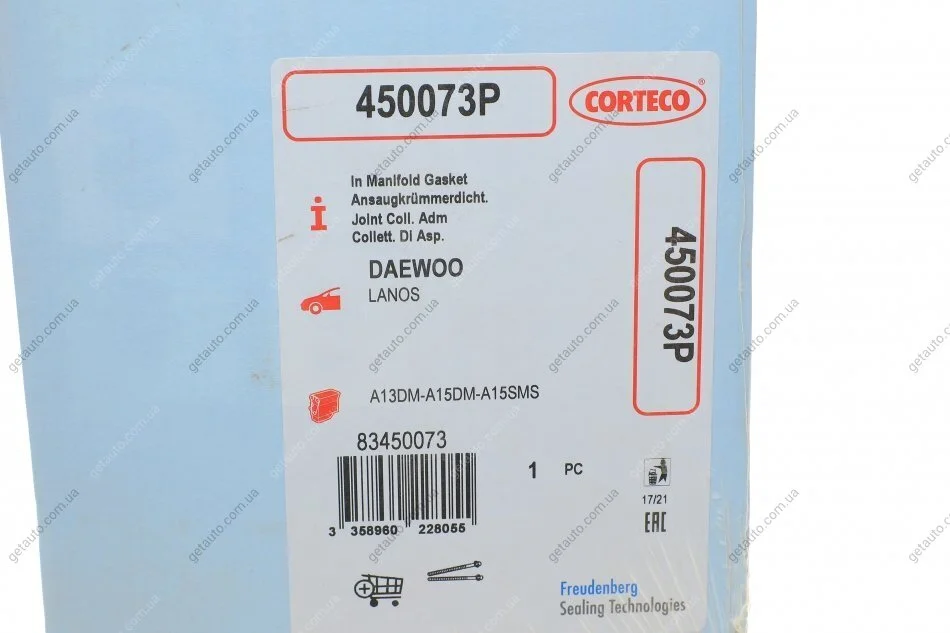 450073P
CORTECO®
In Manifold Gasket
Ansaugkrümmerdicht.
Joint Coll. Adm
Collett. Di Asp.
DAEWOO
LANOS
450073P
A13DM-A15DM-A15SMS
83450073
1 PC
17/21
EAC
3 358960 228055
Freudenberg
Sealing Technologies
getauto.com.ua